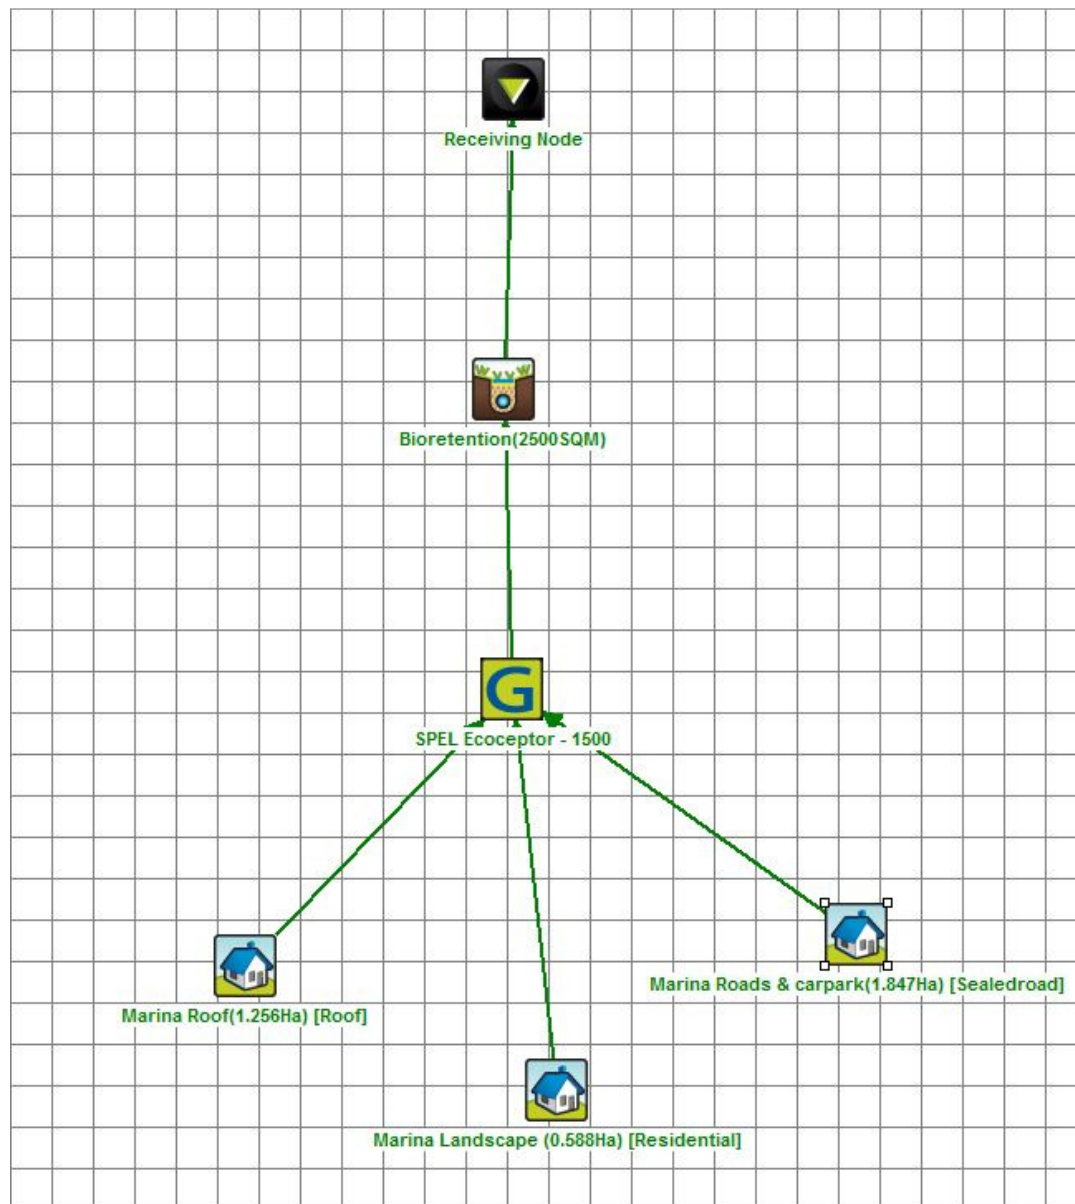 Receiving Node
Bioretention(2500SQM)
G
SPEL Ecoceptor - 1500
Marina Roads & carpark(1.847Ha) [Sealedroad]
Marina Roof(1.256Ha) [Roof]
Marina Landscape (0.588Ha) [Residential]